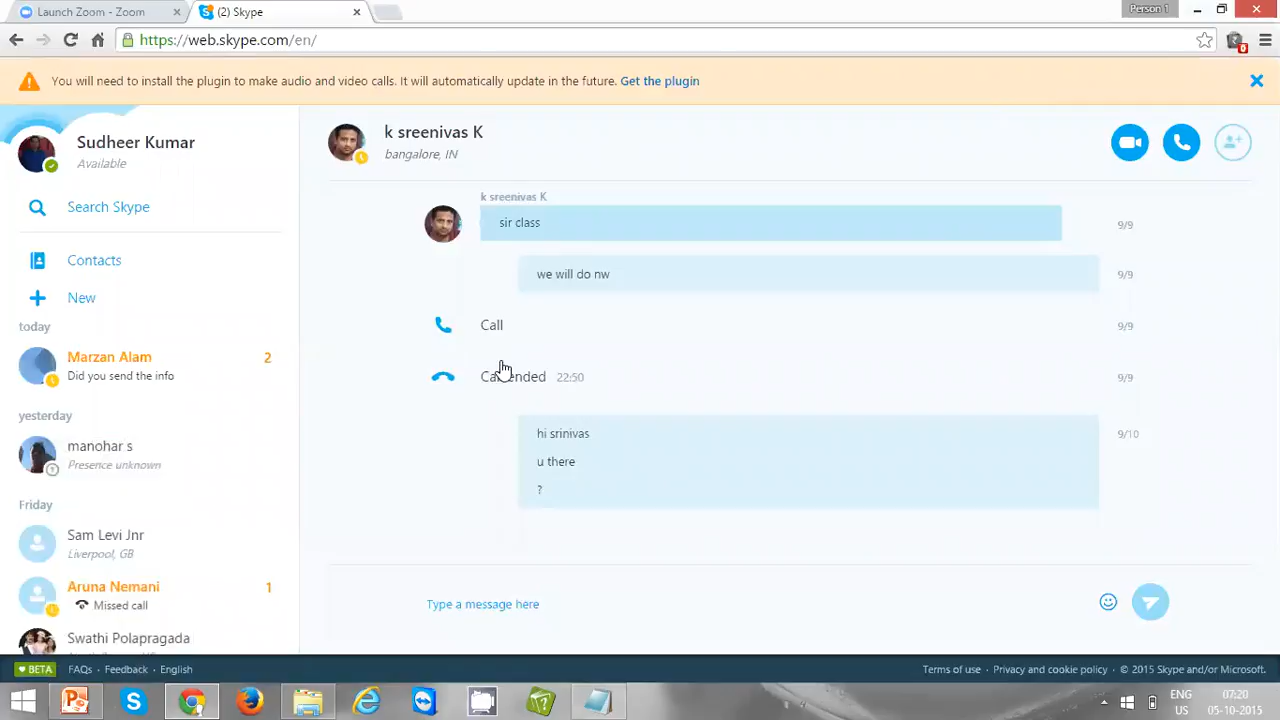 Launch Zoom - Zoom
(2) Skype
Person 1
https://web.skype.com/en/
You will need to install the plugin to make audio and video calls. It will automatically update in the future. Get the plugin
Sudheer Kumar
Available
Search Skype
Contacts
New
today
Marzan Alam 2
Did you send the info
yesterday
manohar s
Presence unknown
Friday
Sam Levi Jnr
Liverpool, GB
Aruna Nemani 1
Missed call
Swathi Polapragada
k sreenivas K
bangalore, IN
k sreenivas K
sir class 9/9
we will do nw 9/9
Call 9/9
Call ended 22:50 9/9
hi srinivas 9/10
u there
?
Type a message here
BETA FAQs · Feedback · English
Terms of use · Privacy and cookie policy · © 2015 Skype and/or Microsoft.
ENG 07:20
US 05-10-2015